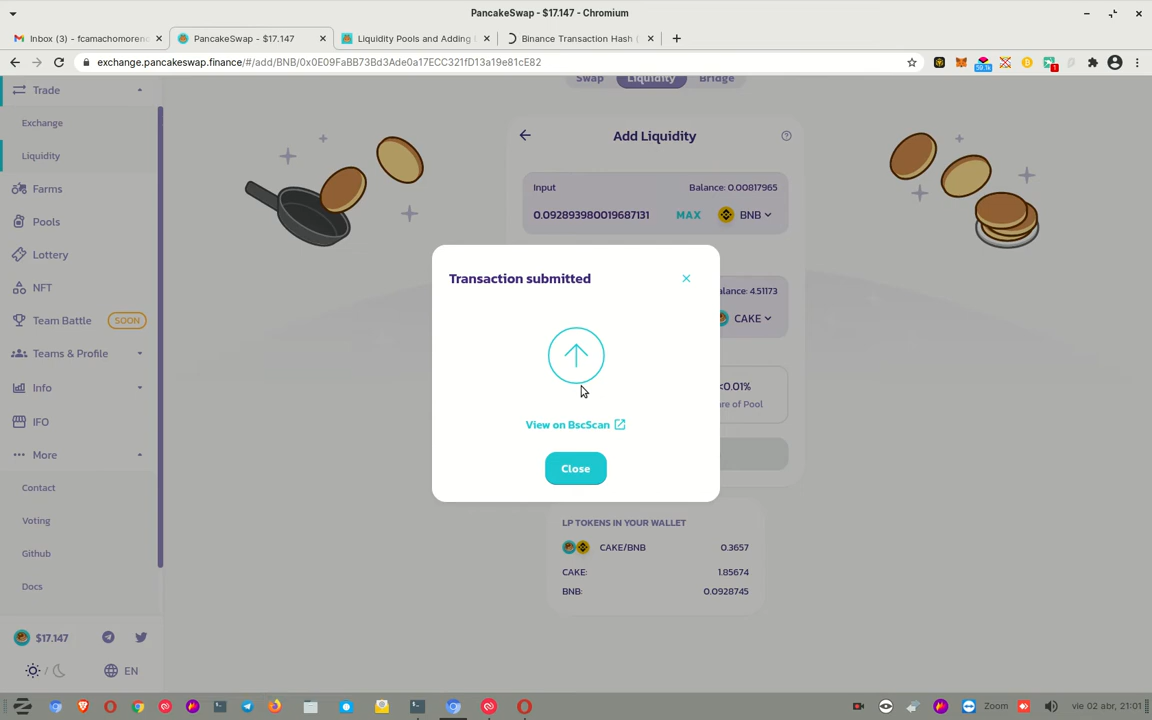 PancakeSwap - $17.147 - Chromium
Inbox (3) - fcamachomoreno
PancakeSwap - $17.147
Liquidity Pools and Adding
Binance Transaction Hash (
exchange.pancakeswap.finance/#/add/BNB/0x0E09FaBB73Bd3Ade0a17ECC321fD13a19e81cE82
Trade
Exchange
Liquidity
Farms
Pools
Lottery
NFT
Team Battle
SOON
Teams & Profile
Info
IFO
More
Contact
Voting
Github
Docs
$17.147
/
EN
Swap
Liquidity
Bridge
Add Liquidity
Input
Balance: 0.00817965
0.092893980019687131
MAX
BNB
alance: 4.51173
CAKE
<0.01%
re of Pool
Transaction submitted
View on BscScan
Close
LP TOKENS IN YOUR WALLET
CAKE/BNB
0.3657
CAKE:
1.85674
BNB:
0.0928745
Zoom
vie 02 abr, 21:01